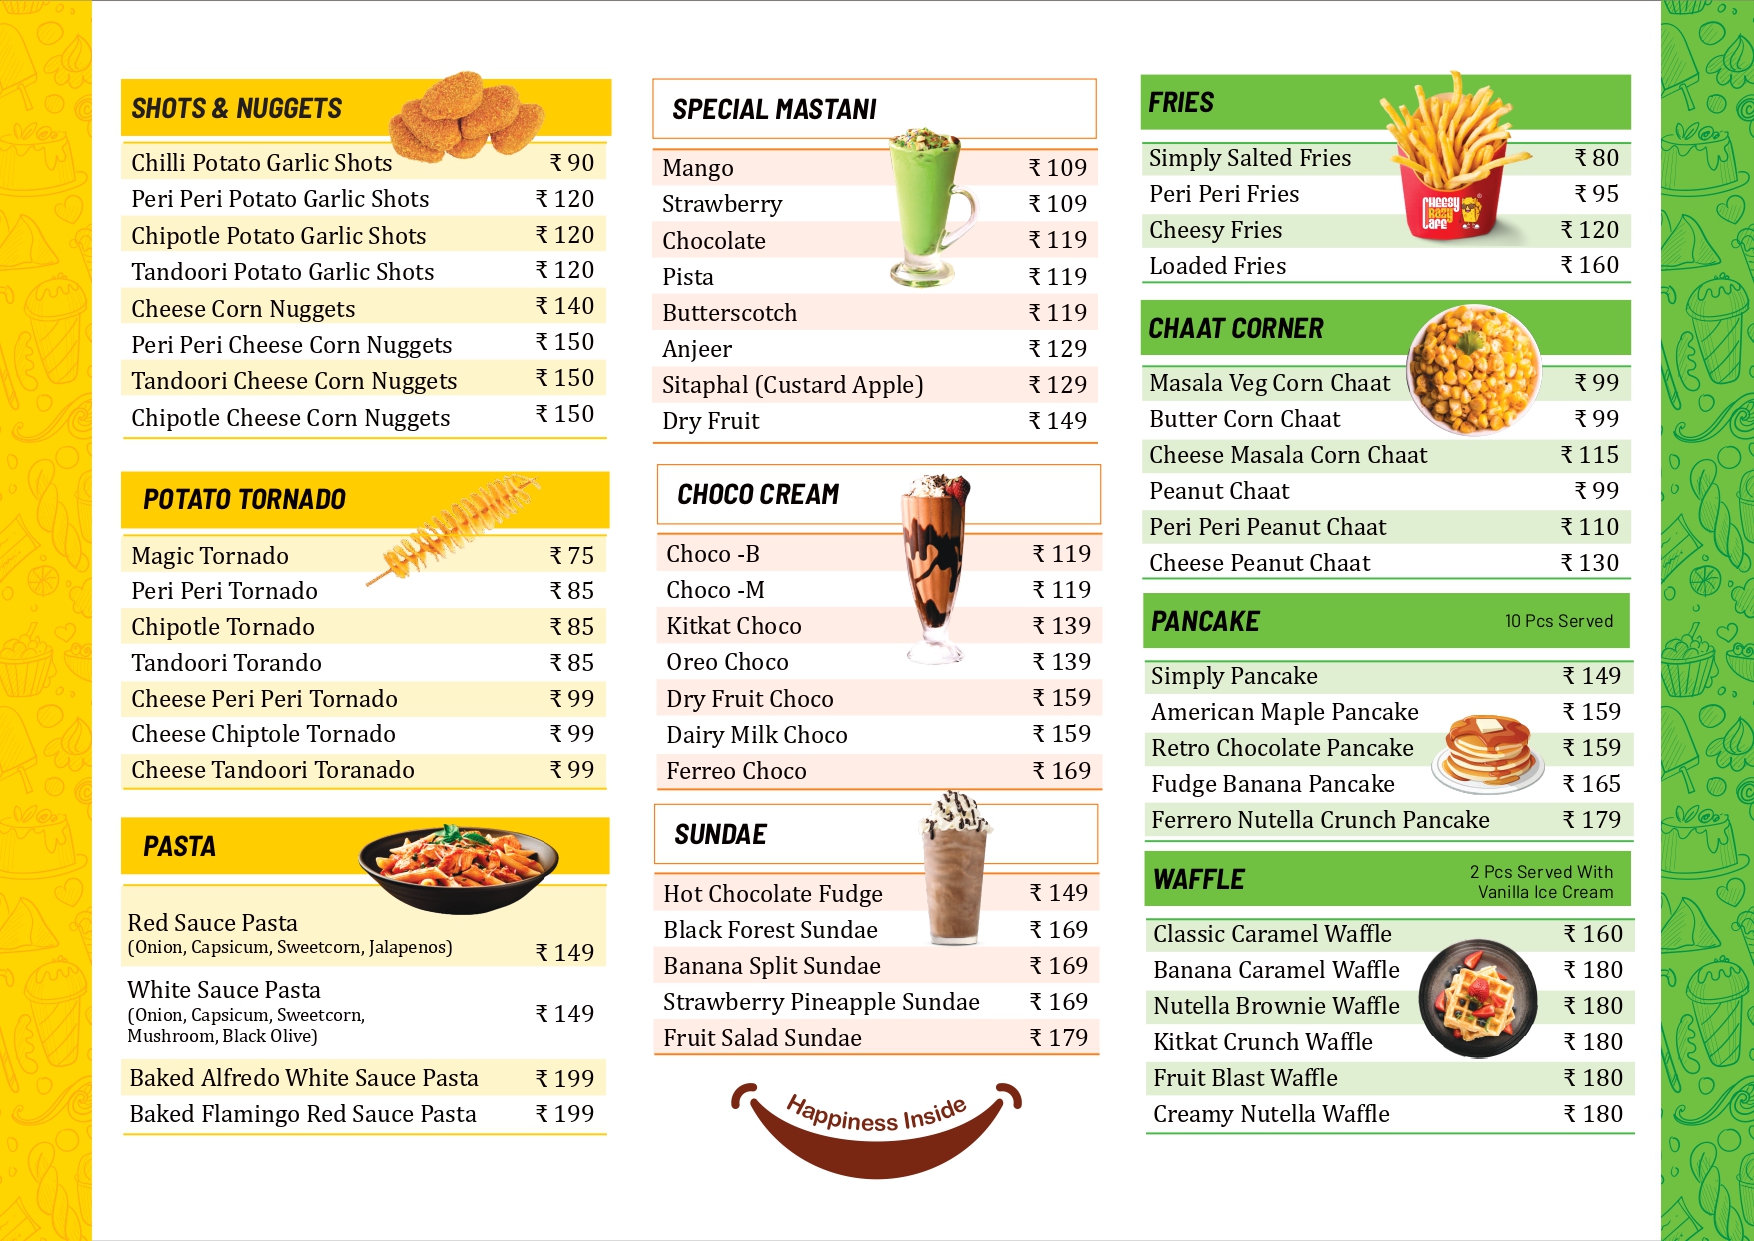 SHOTS & NUGGETS
Chilli Potato Garlic Shots ₹ 90
Peri Peri Potato Garlic Shots ₹ 120
Chipotle Potato Garlic Shots ₹ 120
Tandoori Potato Garlic Shots ₹ 120
Cheese Corn Nuggets ₹ 140
Peri Peri Cheese Corn Nuggets ₹ 150
Tandoori Cheese Corn Nuggets ₹ 150
Chipotle Cheese Corn Nuggets ₹ 150
POTATO TORNADO
Magic Tornado ₹ 75
Peri Peri Tornado ₹ 85
Chipotle Tornado ₹ 85
Tandoori Torando ₹ 85
Cheese Peri Peri Tornado ₹ 99
Cheese Chiptole Tornado ₹ 99
Cheese Tandoori Toranado ₹ 99
PASTA
Red Sauce Pasta
(Onion, Capsicum, Sweetcorn, Jalapenos) ₹ 149
White Sauce Pasta
(Onion, Capsicum, Sweetcorn, ₹ 149
Mushroom, Black Olive)
Baked Alfredo White Sauce Pasta ₹ 199
Baked Flamingo Red Sauce Pasta ₹ 199
SPECIAL MASTANI
Mango ₹ 109
Strawberry ₹ 109
Chocolate ₹ 119
Pista ₹ 119
Butterscotch ₹ 119
Anjeer ₹ 129
Sitaphal (Custard Apple) ₹ 129
Dry Fruit ₹ 149
CHOCO CREAM
Choco -B ₹ 119
Choco -M ₹ 119
Kitkat Choco ₹ 139
Oreo Choco ₹ 139
Dry Fruit Choco ₹ 159
Dairy Milk Choco ₹ 159
Ferreo Choco ₹ 169
SUNDAE
Hot Chocolate Fudge ₹ 149
Black Forest Sundae ₹ 169
Banana Split Sundae ₹ 169
Strawberry Pineapple Sundae ₹ 169
Fruit Salad Sundae ₹ 179
Happiness Inside
FRIES
Simply Salted Fries ₹ 80
Peri Peri Fries ₹ 95
Cheesy Fries ₹ 120
Loaded Fries ₹ 160
CHEESY
KRAZY
CAFE
CHAAT CORNER
Masala Veg Corn Chaat ₹ 99
Butter Corn Chaat ₹ 99
Cheese Masala Corn Chaat ₹ 115
Peanut Chaat ₹ 99
Peri Peri Peanut Chaat ₹ 110
Cheese Peanut Chaat ₹ 130
PANCAKE 10 Pcs Served
Simply Pancake ₹ 149
American Maple Pancake ₹ 159
Retro Chocolate Pancake ₹ 159
Fudge Banana Pancake ₹ 165
Ferrero Nutella Crunch Pancake ₹ 179
WAFFLE 2 Pcs Served With
Vanilla Ice Cream
Classic Caramel Waffle ₹ 160
Banana Caramel Waffle ₹ 180
Nutella Brownie Waffle ₹ 180
Kitkat Crunch Waffle ₹ 180
Fruit Blast Waffle ₹ 180
Creamy Nutella Waffle ₹ 180